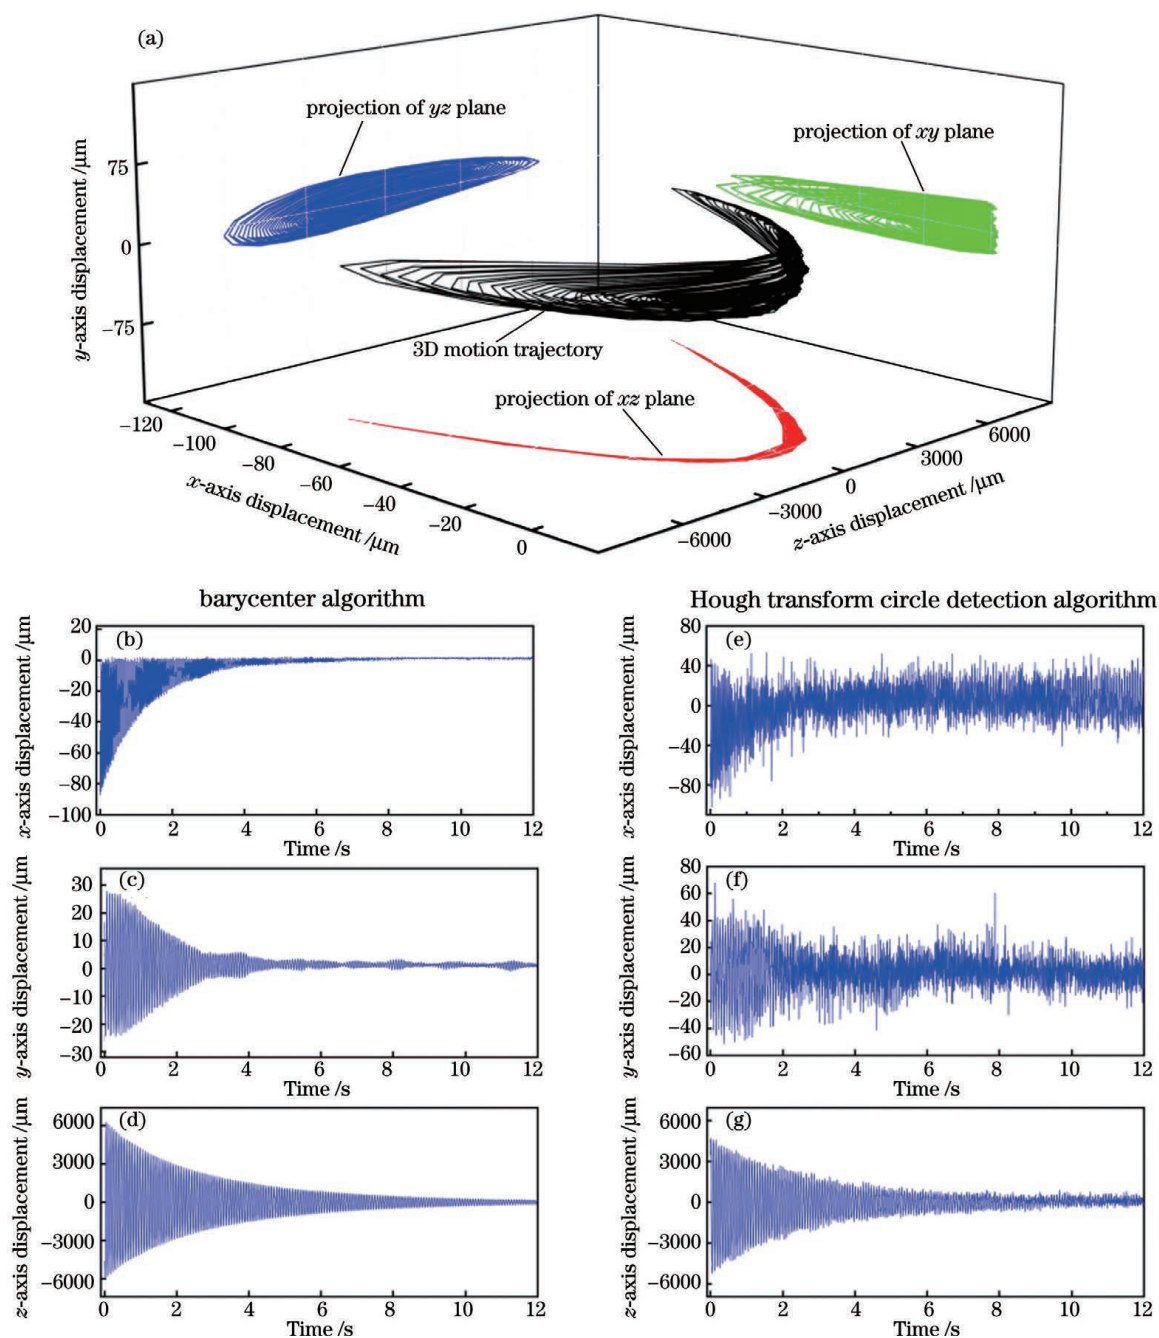 (a)
projection of yz plane
projection of xy plane
y-axis displacement /μm
75
0
−75
3D motion trajectory
projection of xz plane
−120
−100
−80
−60
−40
−20
0
x-axis displacement /μm
−6000
−3000
0
3000
6000
z-axis displacement /μm
barycenter algorithm
Hough transform circle detection algorithm
(b)
x-axis displacement /μm
20
0
−20
−40
−60
−80
−100
0 2 4 6 8 10 12
Time /s
(e)
x-axis displacement /μm
80
40
0
−40
−80
0 2 4 6 8 10 12
Time /s
(c)
y-axis displacement /μm
30
20
10
0
−10
−20
−30
0 2 4 6 8 10 12
Time /s
(f)
y-axis displacement /μm
80
60
40
20
0
−20
−40
−60
0 2 4 6 8 10 12
Time /s
(d)
z-axis displacement /μm
6000
3000
0
−3000
−6000
0 2 4 6 8 10 12
Time /s
(g)
z-axis displacement /μm
6000
3000
0
−3000
−6000
0 2 4 6 8 10 12
Time /s